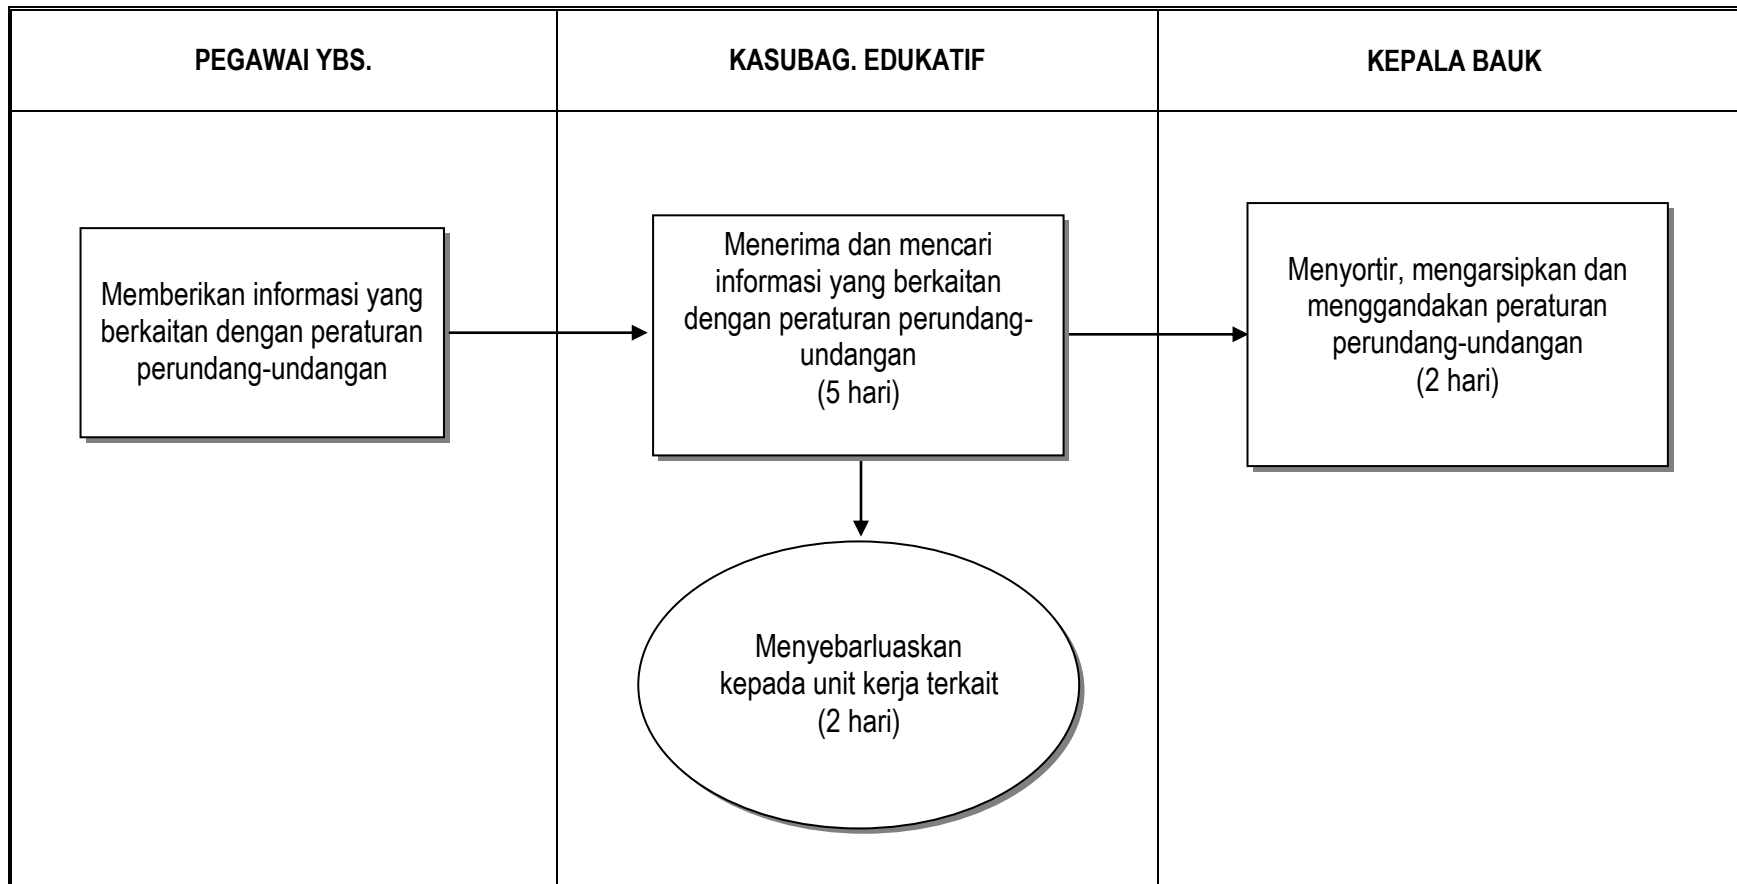 PEGAWAI YBS.
KASUBAG. EDUKATIF
KEPALA BAUK
Memberikan informasi yang
berkaitan dengan peraturan
perundang-undangan
Menerima dan mencari
informasi yang berkaitan
dengan peraturan perundang-
undangan
(5 hari)
Menyortir, mengarsipkan dan
menggandakan peraturan
perundang-undangan
(2 hari)
Menyebarluaskan
kepada unit kerja terkait
(2 hari)